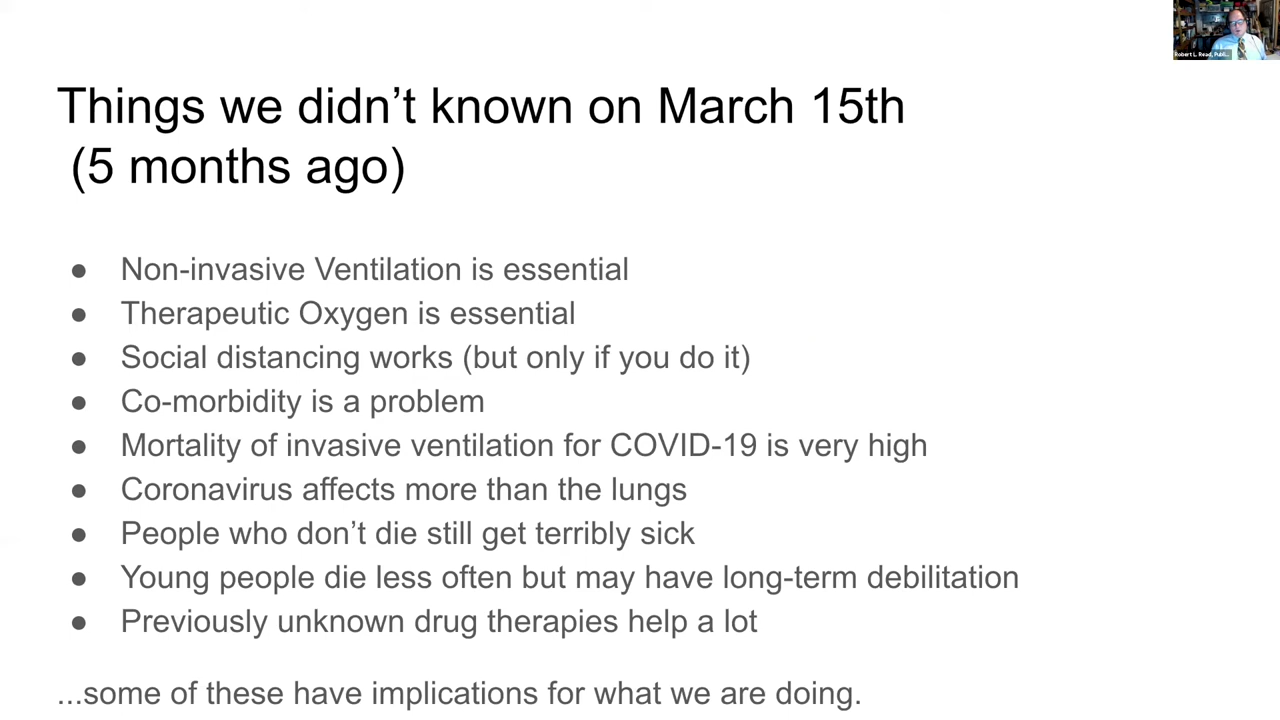 Robert L. Read, Publi...
Things we didn't known on March 15th
(5 months ago)
● Non-invasive Ventilation is essential
● Therapeutic Oxygen is essential
● Social distancing works (but only if you do it)
● Co-morbidity is a problem
● Mortality of invasive ventilation for COVID-19 is very high
● Coronavirus affects more than the lungs
● People who don't die still get terribly sick
● Young people die less often but may have long-term debilitation
● Previously unknown drug therapies help a lot
...some of these have implications for what we are doing.